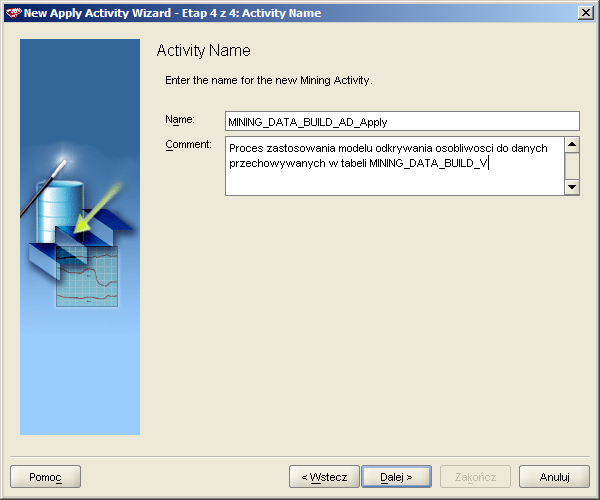 New Apply Activity Wizard - Etap 4 z 4: Activity Name
Activity Name
Enter the name for the new Mining Activity.
Name:
MINING_DATA_BUILD_AD_Apply
Comment:
Proces zastosowania modelu odkrywania osobliwosci do danych
przechowywanych w tabeli MINING_DATA_BUILD_V
Pomoc
< Wstecz
Dalej >
Zakończ
Anuluj